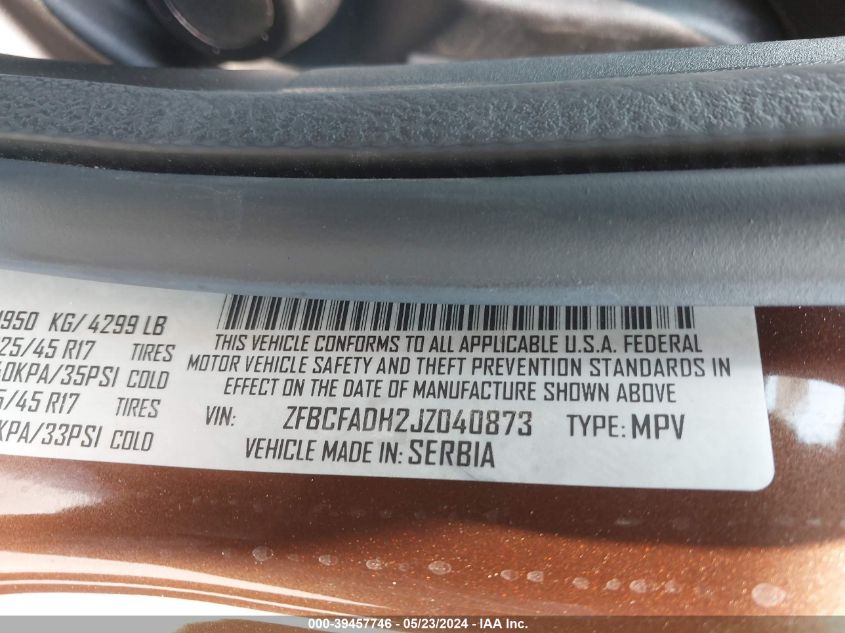 950 KG/4299 LB
25/45 R17 TIRES
0KPA/35PSI COLD
5/45 R17 TIRES
KPA/33PSI COLD
THIS VEHICLE CONFORMS TO ALL APPLICABLE U.S.A. FEDERAL
MOTOR VEHICLE SAFETY AND THEFT PREVENTION STANDARDS IN
EFFECT ON THE DATE OF MANUFACTURE SHOWN ABOVE
VIN: ZFBCFADH2JZ040873 TYPE: MPV
VEHICLE MADE IN: SERBIA
000-39457746 - 05/23/2024 - IAA Inc.